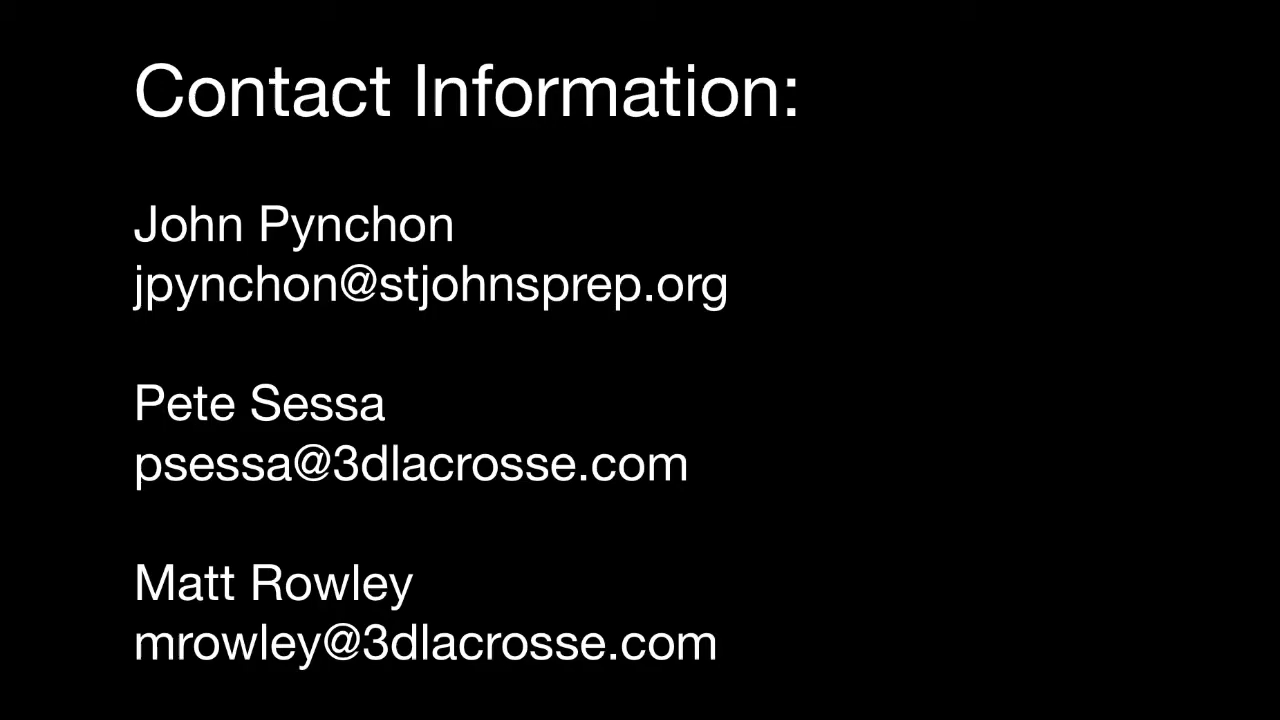 Contact Information:
John Pynchon
jpynchon@stjohnsprep.org
Pete Sessa
psessa@3dlacrosse.com
Matt Rowley
mrowley@3dlacrosse.com